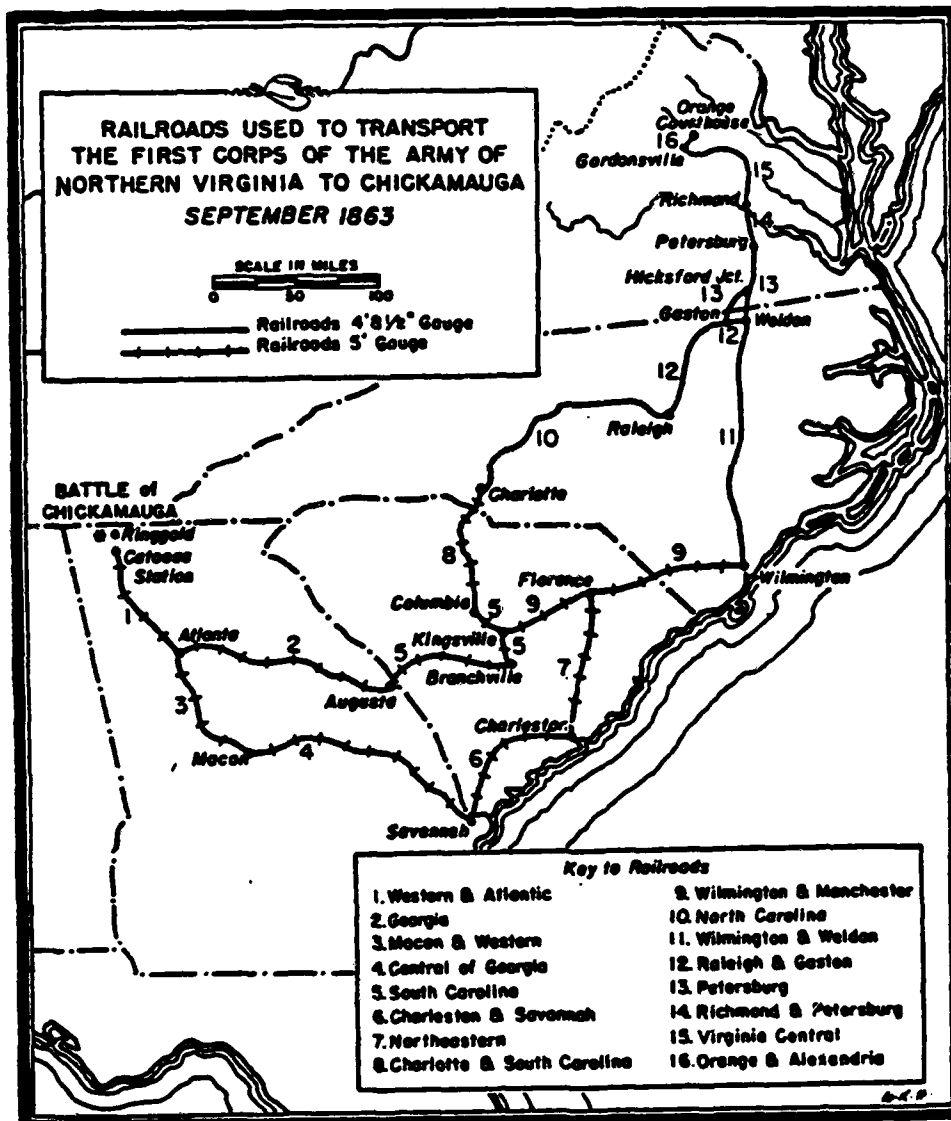 RAILROADS USED TO TRANSPORT
THE FIRST CORPS OF THE ARMY OF
NORTHERN VIRGINIA TO CHICKAMAUGA
SEPTEMBER 1863
SCALE IN MILES
0 50 100
Railroads 4'8½" Gauge
Railroads 5' Gauge
Orange
Courthouse
16
Gordonsville
15
Richmond
14
Petersburg
Hicksford Jct.
13
13
Gaston
Weldon
12
12
Raleigh
10
11
Charlotte
BATTLE of
CHICKAMAUGA
Ringgold
Catoosa
Station
8
9
Florence
Wilmington
Columbia
5
9
1
Kingsville
Atlanta
2
5
5
Branchville
7
Augusta
3
Charleston
Macon
4
6
Savannah
Key to Railroads
1. Western & Atlantic
2. Georgia
3. Macon & Western
4. Central of Georgia
5. South Carolina
6. Charleston & Savannah
7. Northeastern
8. Charlotte & South Carolina
9. Wilmington & Manchester
10. North Carolina
11. Wilmington & Weldon
12. Raleigh & Gaston
13. Petersburg
14. Richmond & Petersburg
15. Virginia Central
16. Orange & Alexandria